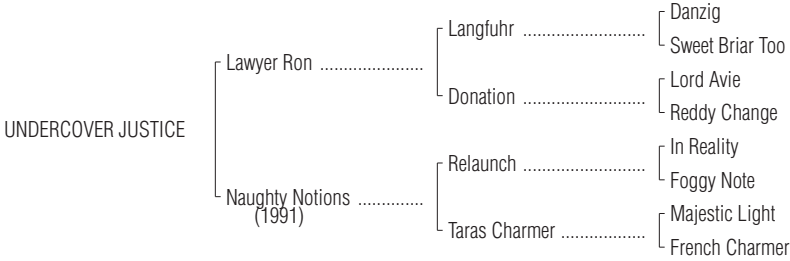 Danzig
Langfuhr ..........................
Sweet Briar Too
Lawyer Ron ......................
Lord Avie
Donation ..........................
Reddy Change
UNDERCOVER JUSTICE
In Reality
Relaunch ..........................
Foggy Note
Naughty Notions ..............
(1991)
Majestic Light
Taras Charmer ..................
French Charmer